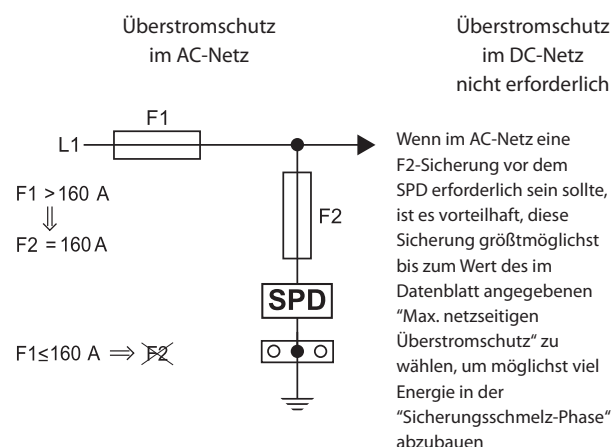 Überstromschutz
im AC-Netz
Überstromschutz
im DC-Netz
nicht erforderlich
F1
L1
F1 >160 A
⇓
F2 = 160 A
F2
SPD
F1≤160 A ⇒ F2
Wenn im AC-Netz eine
F2-Sicherung vor dem
SPD erforderlich sein sollte,
ist es vorteilhaft, diese
Sicherung größtmöglichst
bis zum Wert des im
Datenblatt angegebenen
“Max. netzseitigen
Überstromschutz“ zu
wählen, um möglichst viel
Energie in der
“Sicherungsschmelz-Phase“
abzubauen